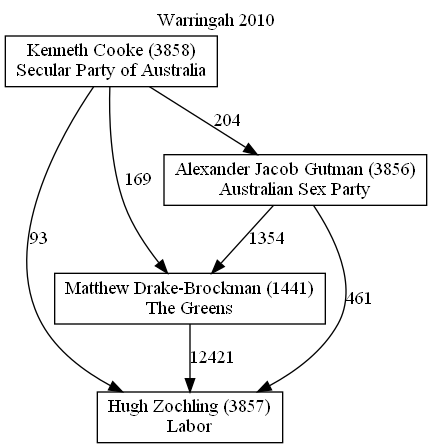 Warringah 2010
Kenneth Cooke (3858)
Secular Party of Australia
204
Alexander Jacob Gutman (3856)
Australian Sex Party
169
93
1354
461
Matthew Drake-Brockman (1441)
The Greens
12421
Hugh Zochling (3857)
Labor